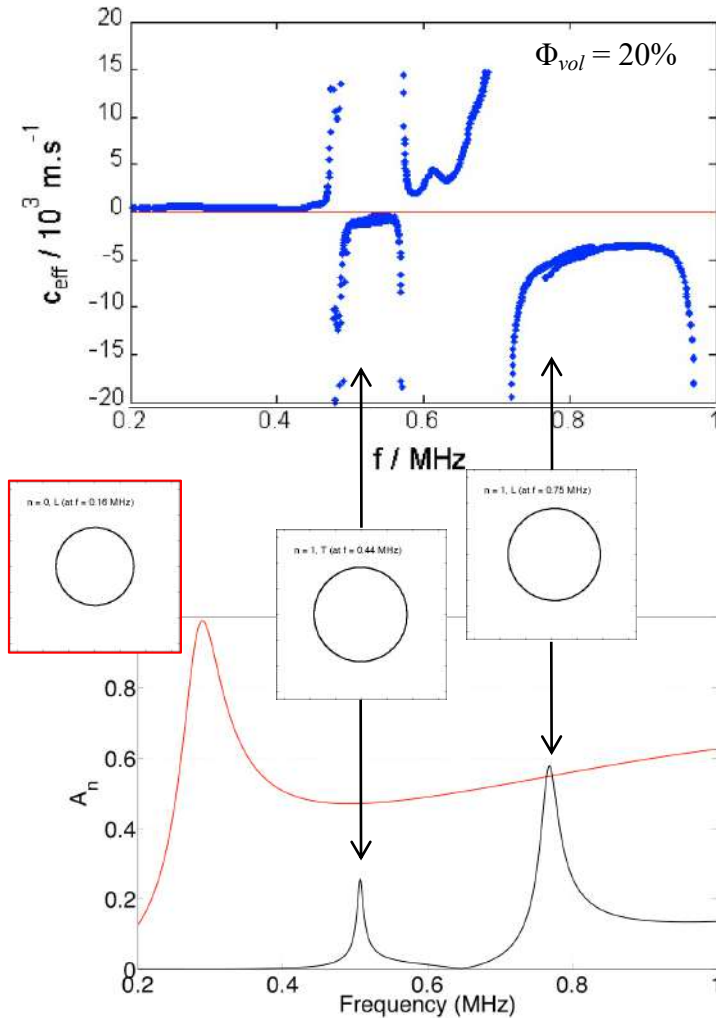 Φvol = 20%
20
15
10
5
0
-5
-10
-15
-20
ceff / 10³ m.s⁻¹
0.2 0.4 0.6 0.8 1
f / MHz
n = 0, L (at f = 0.16 MHz)
n = 1, T (at f = 0.44 MHz)
n = 1, L (at f = 0.75 MHz)
0.8
0.6
0.4
0.2
0
An
0.2 0.4 0.6 0.8 1
Frequency (MHz)